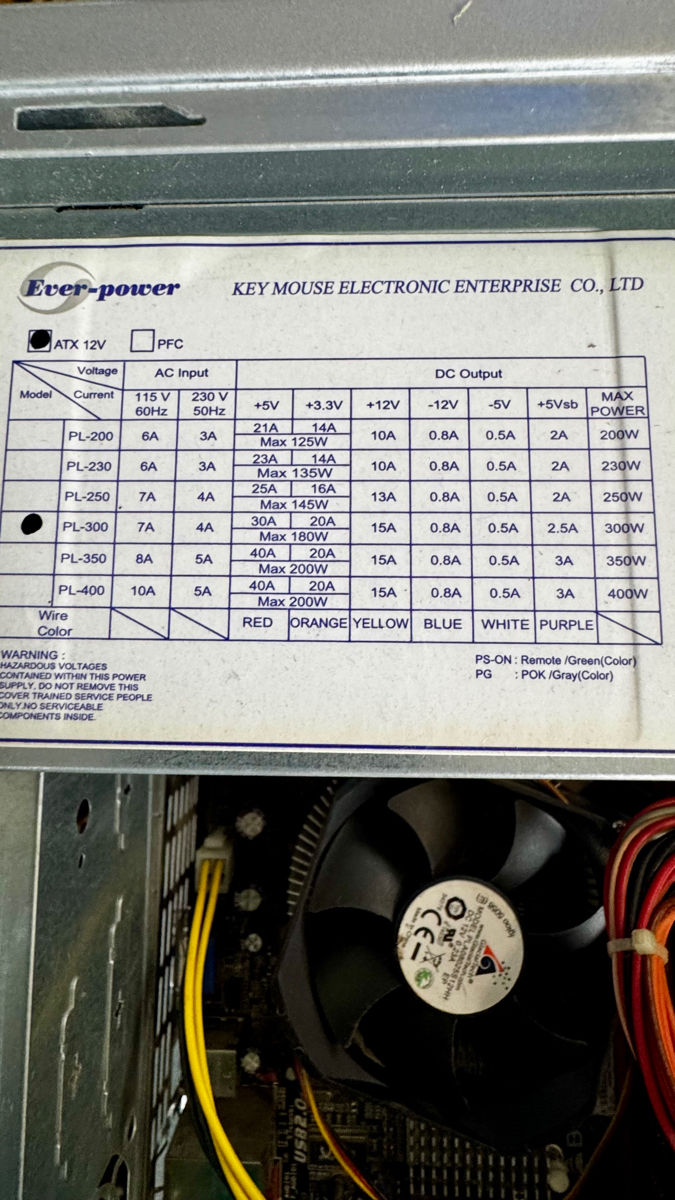 Ever-power KEY MOUSE ELECTRONIC ENTERPRISE CO., LTD
ATX 12V PFC
Voltage AC Input DC Output
Model Current 115 V 60Hz 230 V 50Hz +5V +3.3V +12V -12V -5V +5Vsb MAX POWER
PL-200 6A 3A 21A 14A Max 125W 10A 0.8A 0.5A 2A 200W
PL-230 6A 3A 23A 14A Max 135W 10A 0.8A 0.5A 2A 230W
PL-250 7A 4A 25A 16A Max 145W 13A 0.8A 0.5A 2A 250W
PL-300 7A 4A 30A 20A Max 180W 15A 0.8A 0.5A 2.5A 300W
PL-350 8A 5A 40A 20A Max 200W 15A 0.8A 0.5A 3A 350W
PL-400 10A 5A 40A 20A Max 200W 15A 0.8A 0.5A 3A 400W
Wire Color RED ORANGE YELLOW BLUE WHITE PURPLE
WARNING :
HAZARDOUS VOLTAGES
CONTAINED WITHIN THIS POWER
SUPPLY, DO NOT REMOVE THIS
COVER TRAINED SERVICE PEOPLE
ONLY.NO SERVICEABLE
COMPONENTS INSIDE.
PS-ON : Remote /Green(Color)
PG : POK /Gray(Color)
Igloo 5058
DC 12V 0.33A
CE
USB2.0